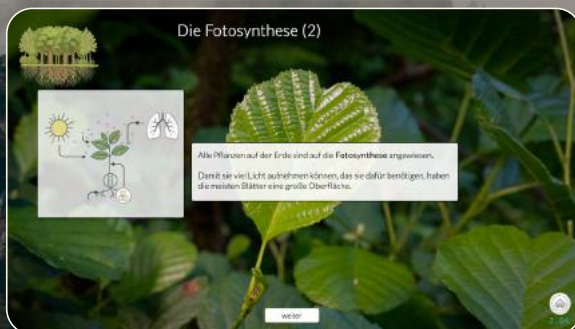 Die Fotosynthese (2)
Alle Pflanzen auf der Erde sind auf die Fotosynthese angewiesen.
Damit sie viel Licht aufnehmen können, das sie dafür benötigen, haben
die meisten Blätter eine große Oberfläche.
weiter